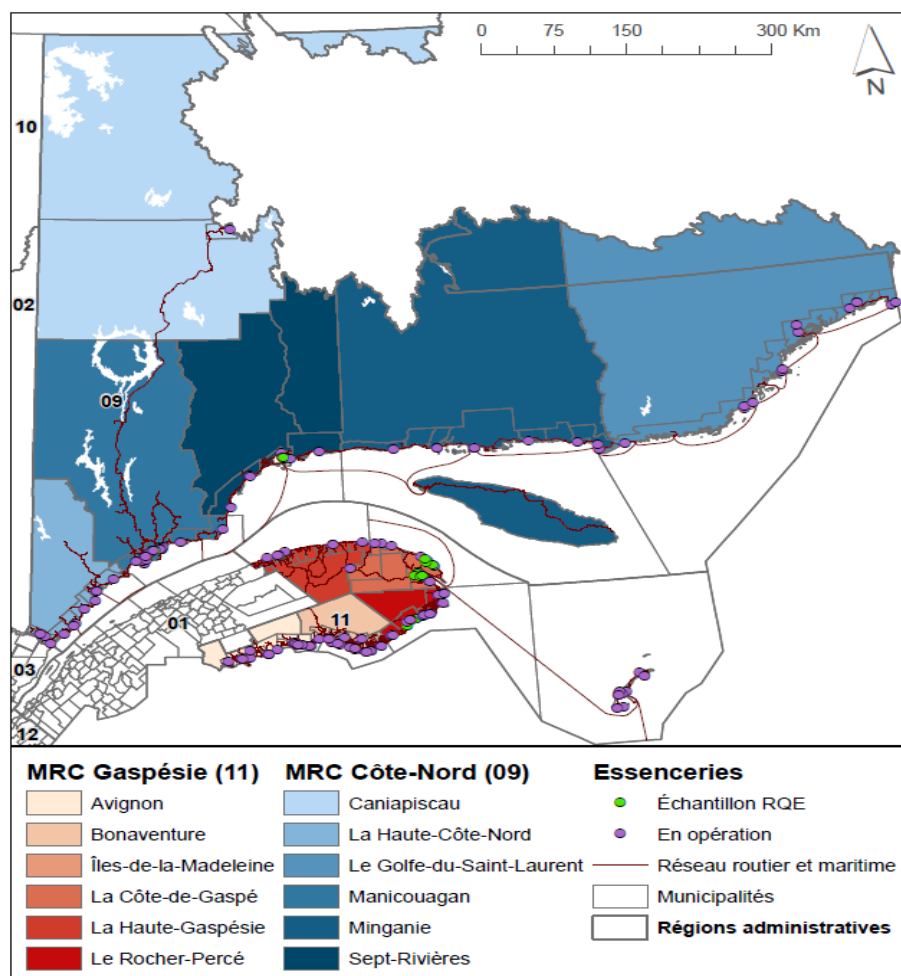 0 75 150 300 Km
N
10
02
09
11
01
03
12
MRC Gaspésie (11)
Avignon
Bonaventure
Îles-de-la-Madeleine
La Côte-de-Gaspé
La Haute-Gaspésie
Le Rocher-Percé
MRC Côte-Nord (09)
Caniapiscau
La Haute-Côte-Nord
Le Golfe-du-Saint-Laurent
Manicouagan
Minganie
Sept-Rivières
Essenceries
Échantillon RQE
En opération
Réseau routier et maritime
Municipalités
Régions administratives